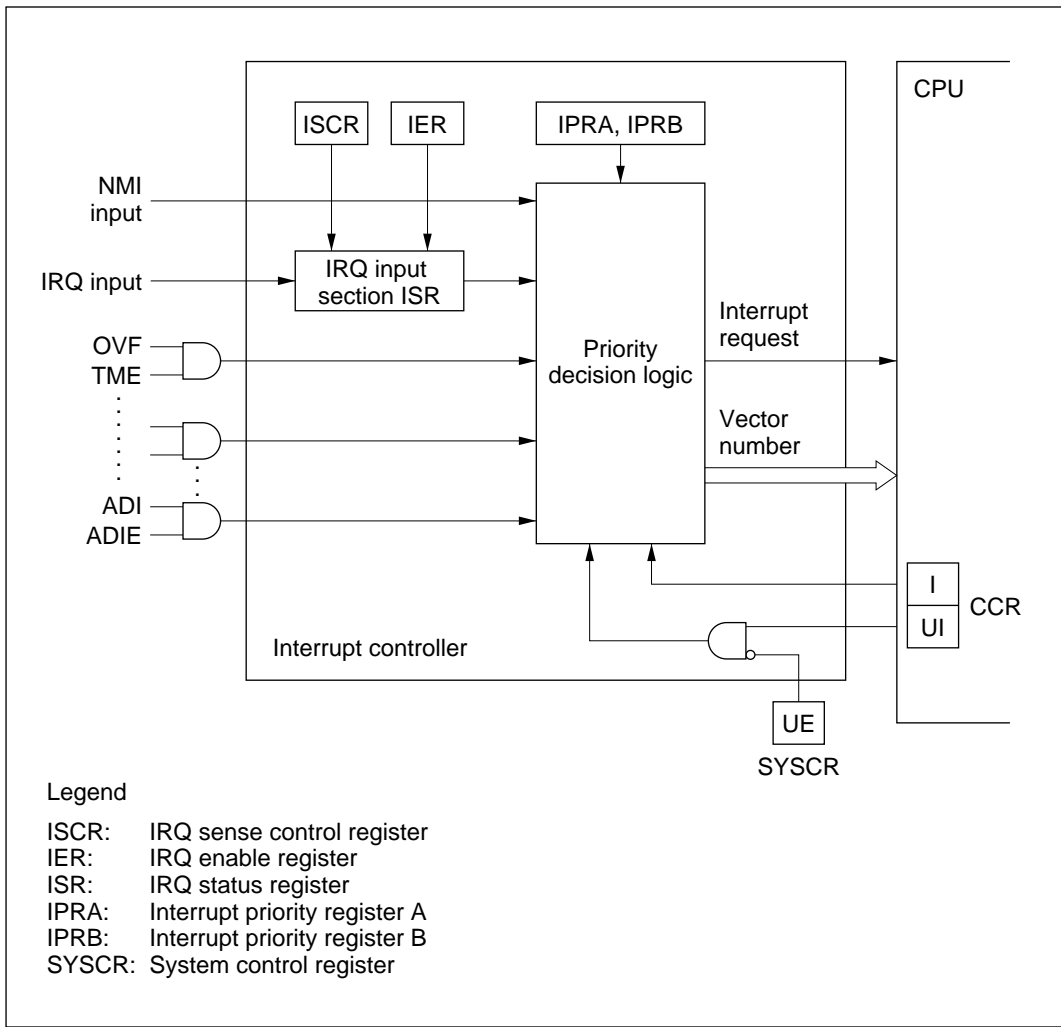 CPU
ISCR
IER
IPRA, IPRB
NMI
input
IRQ input
IRQ input
section ISR
OVF
TME
Priority
decision logic
Interrupt
request
Vector
number
ADI
ADIE
I
UI
CCR
Interrupt controller
UE
SYSCR
Legend
ISCR: IRQ sense control register
IER: IRQ enable register
ISR: IRQ status register
IPRA: Interrupt priority register A
IPRB: Interrupt priority register B
SYSCR: System control register